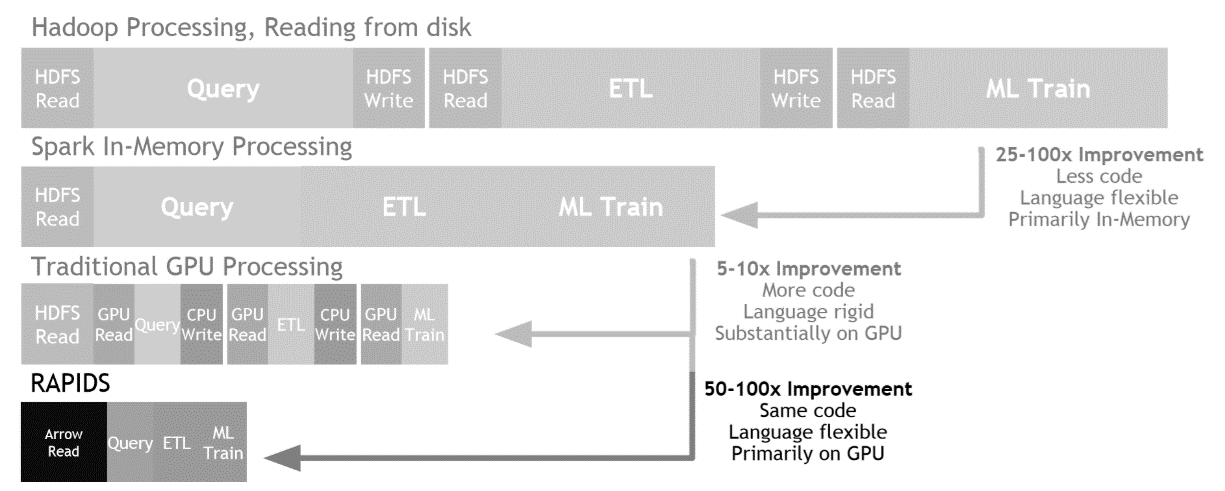 Hadoop Processing, Reading from disk
HDFS Read Query HDFS Write HDFS Read ETL HDFS Write HDFS Read ML Train
Spark In-Memory Processing
25-100x Improvement
Less code
Language flexible
Primarily In-Memory
HDFS Read Query ETL ML Train
Traditional GPU Processing
5-10x Improvement
More code
Language rigid
Substantially on GPU
HDFS Read GPU Read Query CPU Write GPU Read ETL CPU Write GPU Read ML Train
RAPIDS
50-100x Improvement
Same code
Language flexible
Primarily on GPU
Arrow Read Query ETL ML Train